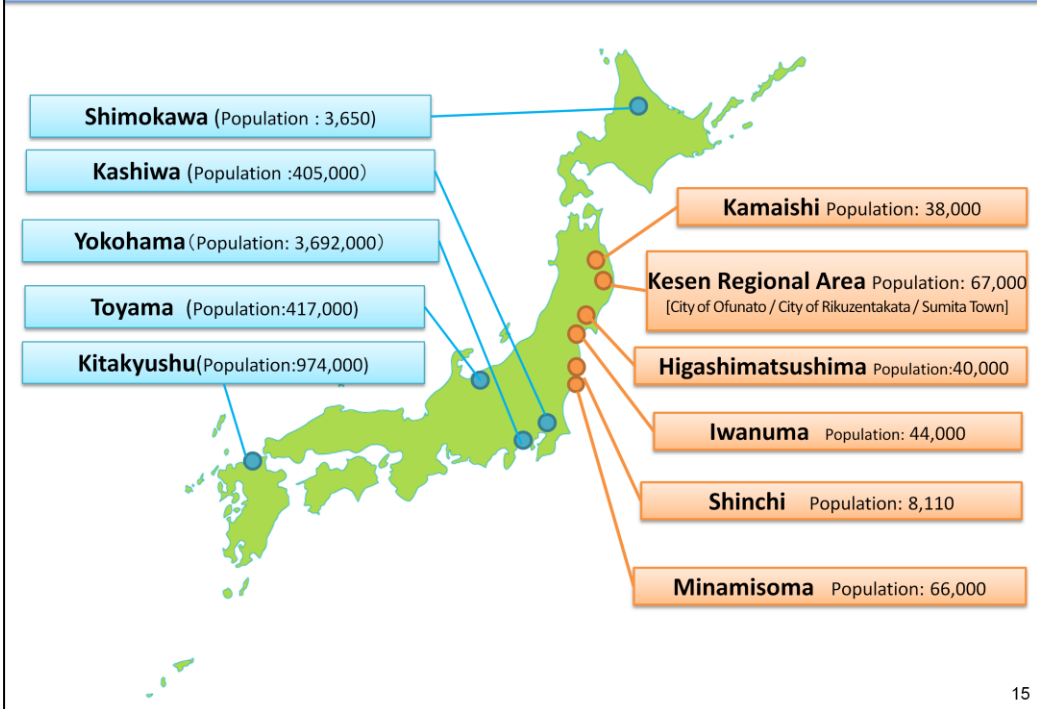 Shimokawa (Population : 3,650)
Kashiwa (Population :405,000）
Yokohama（Population: 3,692,000）
Toyama (Population:417,000)
Kitakyushu(Population:974,000)
Kamaishi Population: 38,000
Kesen Regional Area Population: 67,000
[City of Ofunato / City of Rikuzentakata / Sumita Town]
Higashimatsushima Population:40,000
Iwanuma Population: 44,000
Shinchi Population: 8,110
Minamisoma Population: 66,000
15